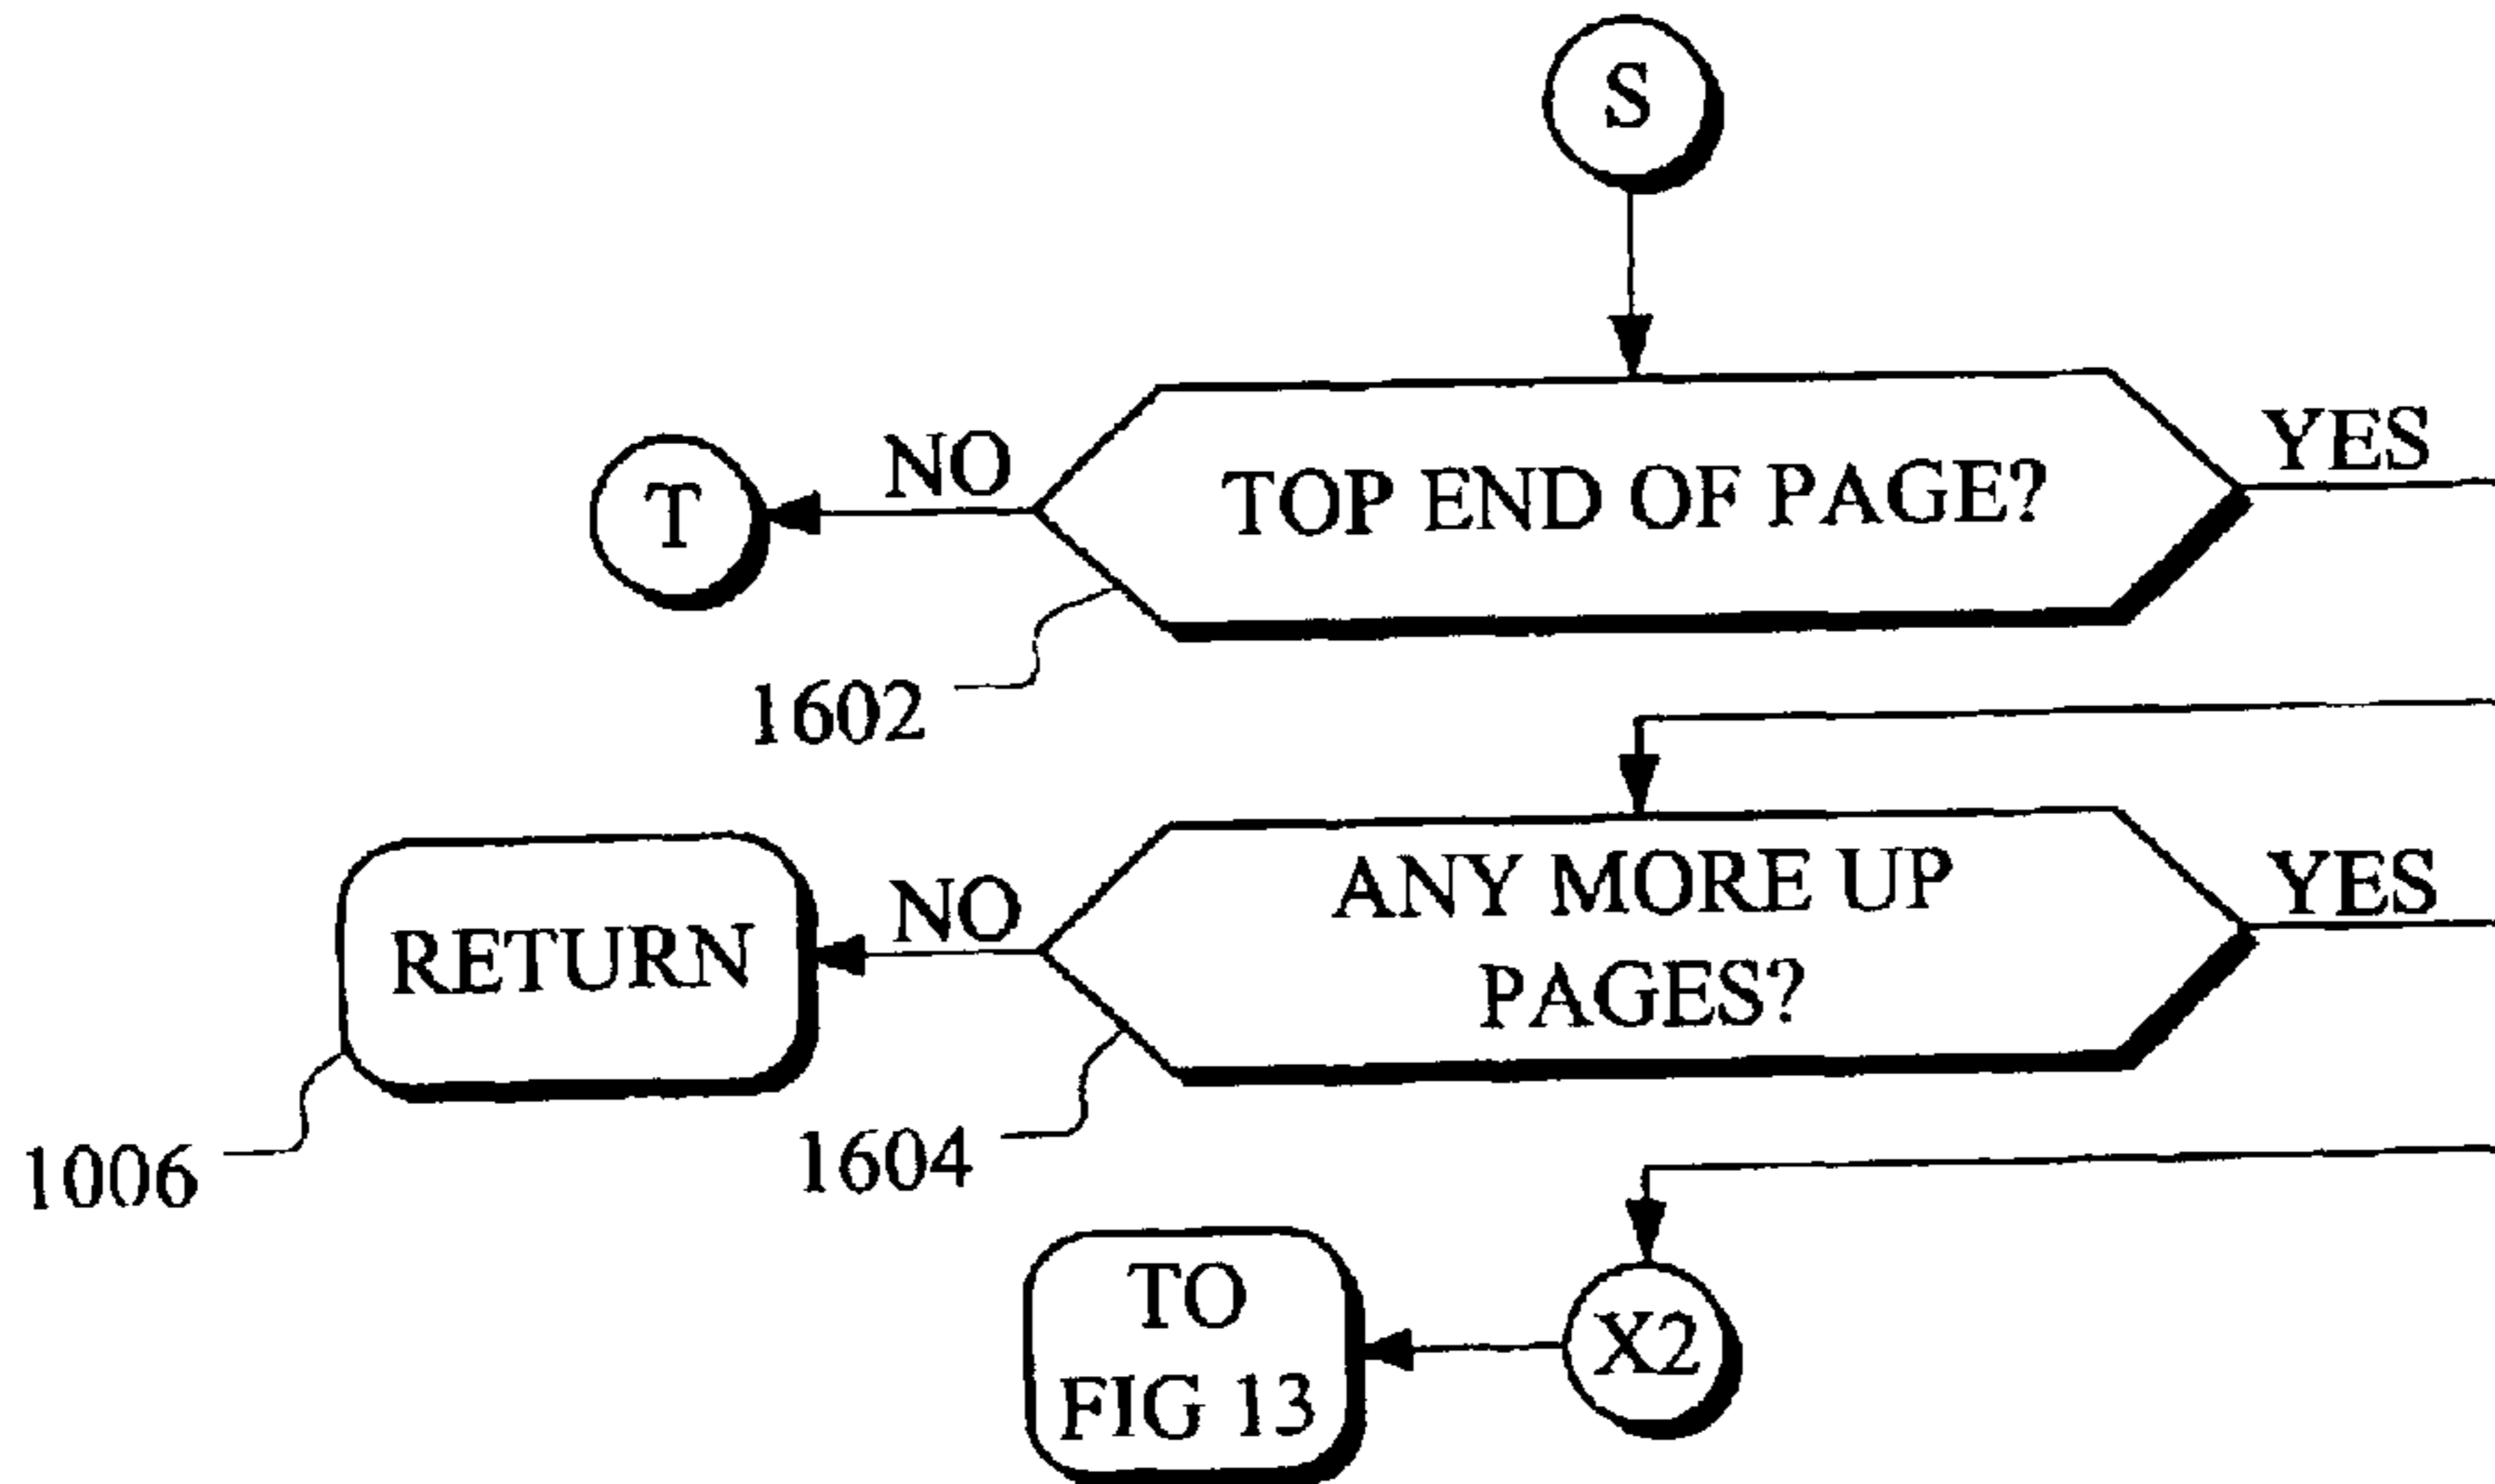 S
NO
YES
T
TOP END OF PAGE?
1602
ANY MORE UP
PAGES?
NO
YES
RETURN
1006
1604
TO
FIG 13
X2